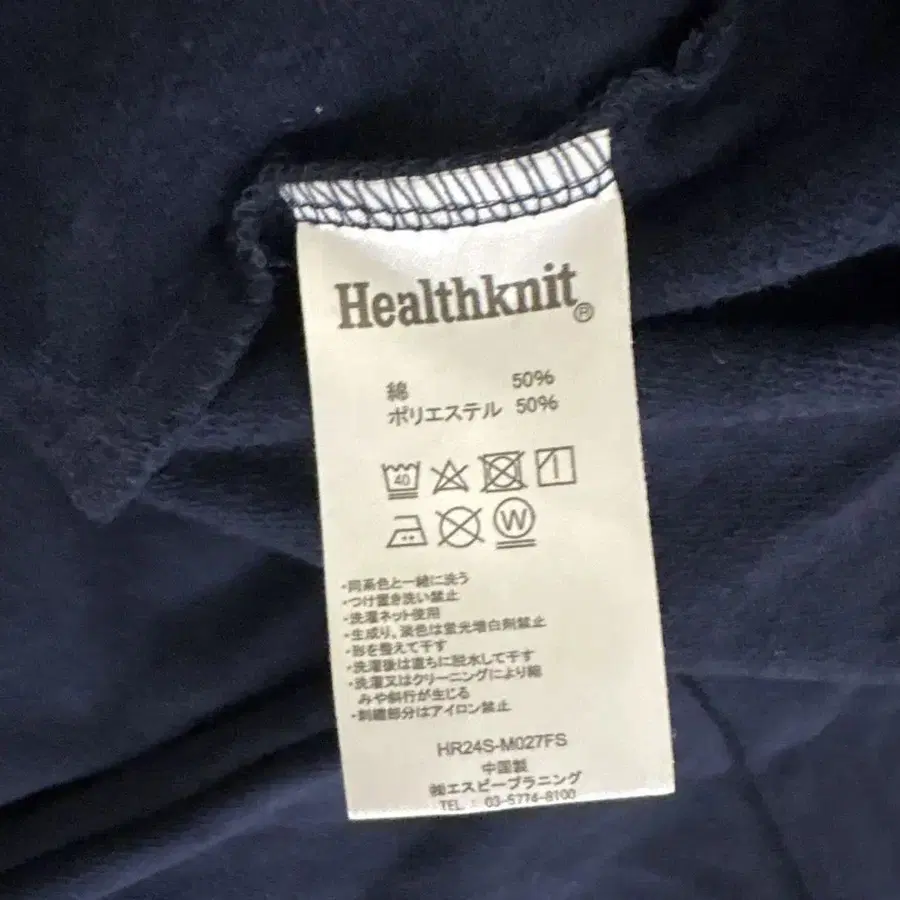 Healthknit®
綿 50%
ポリエステル 50%
40
W
・同系色と一緒に洗う
・つけ置き洗い禁止
・洗濯ネット使用
・生成り、淡色は蛍光増白剤禁止
・形を整えて干す
・洗濯後は直ちに脱水して干す
・洗濯又はクリーニングにより縮
みや斜行が生じる
・刺繍部分はアイロン禁止
HR24S-M027FS
中国製
㈱エスピープラニング
TEL : 03-5774-8100